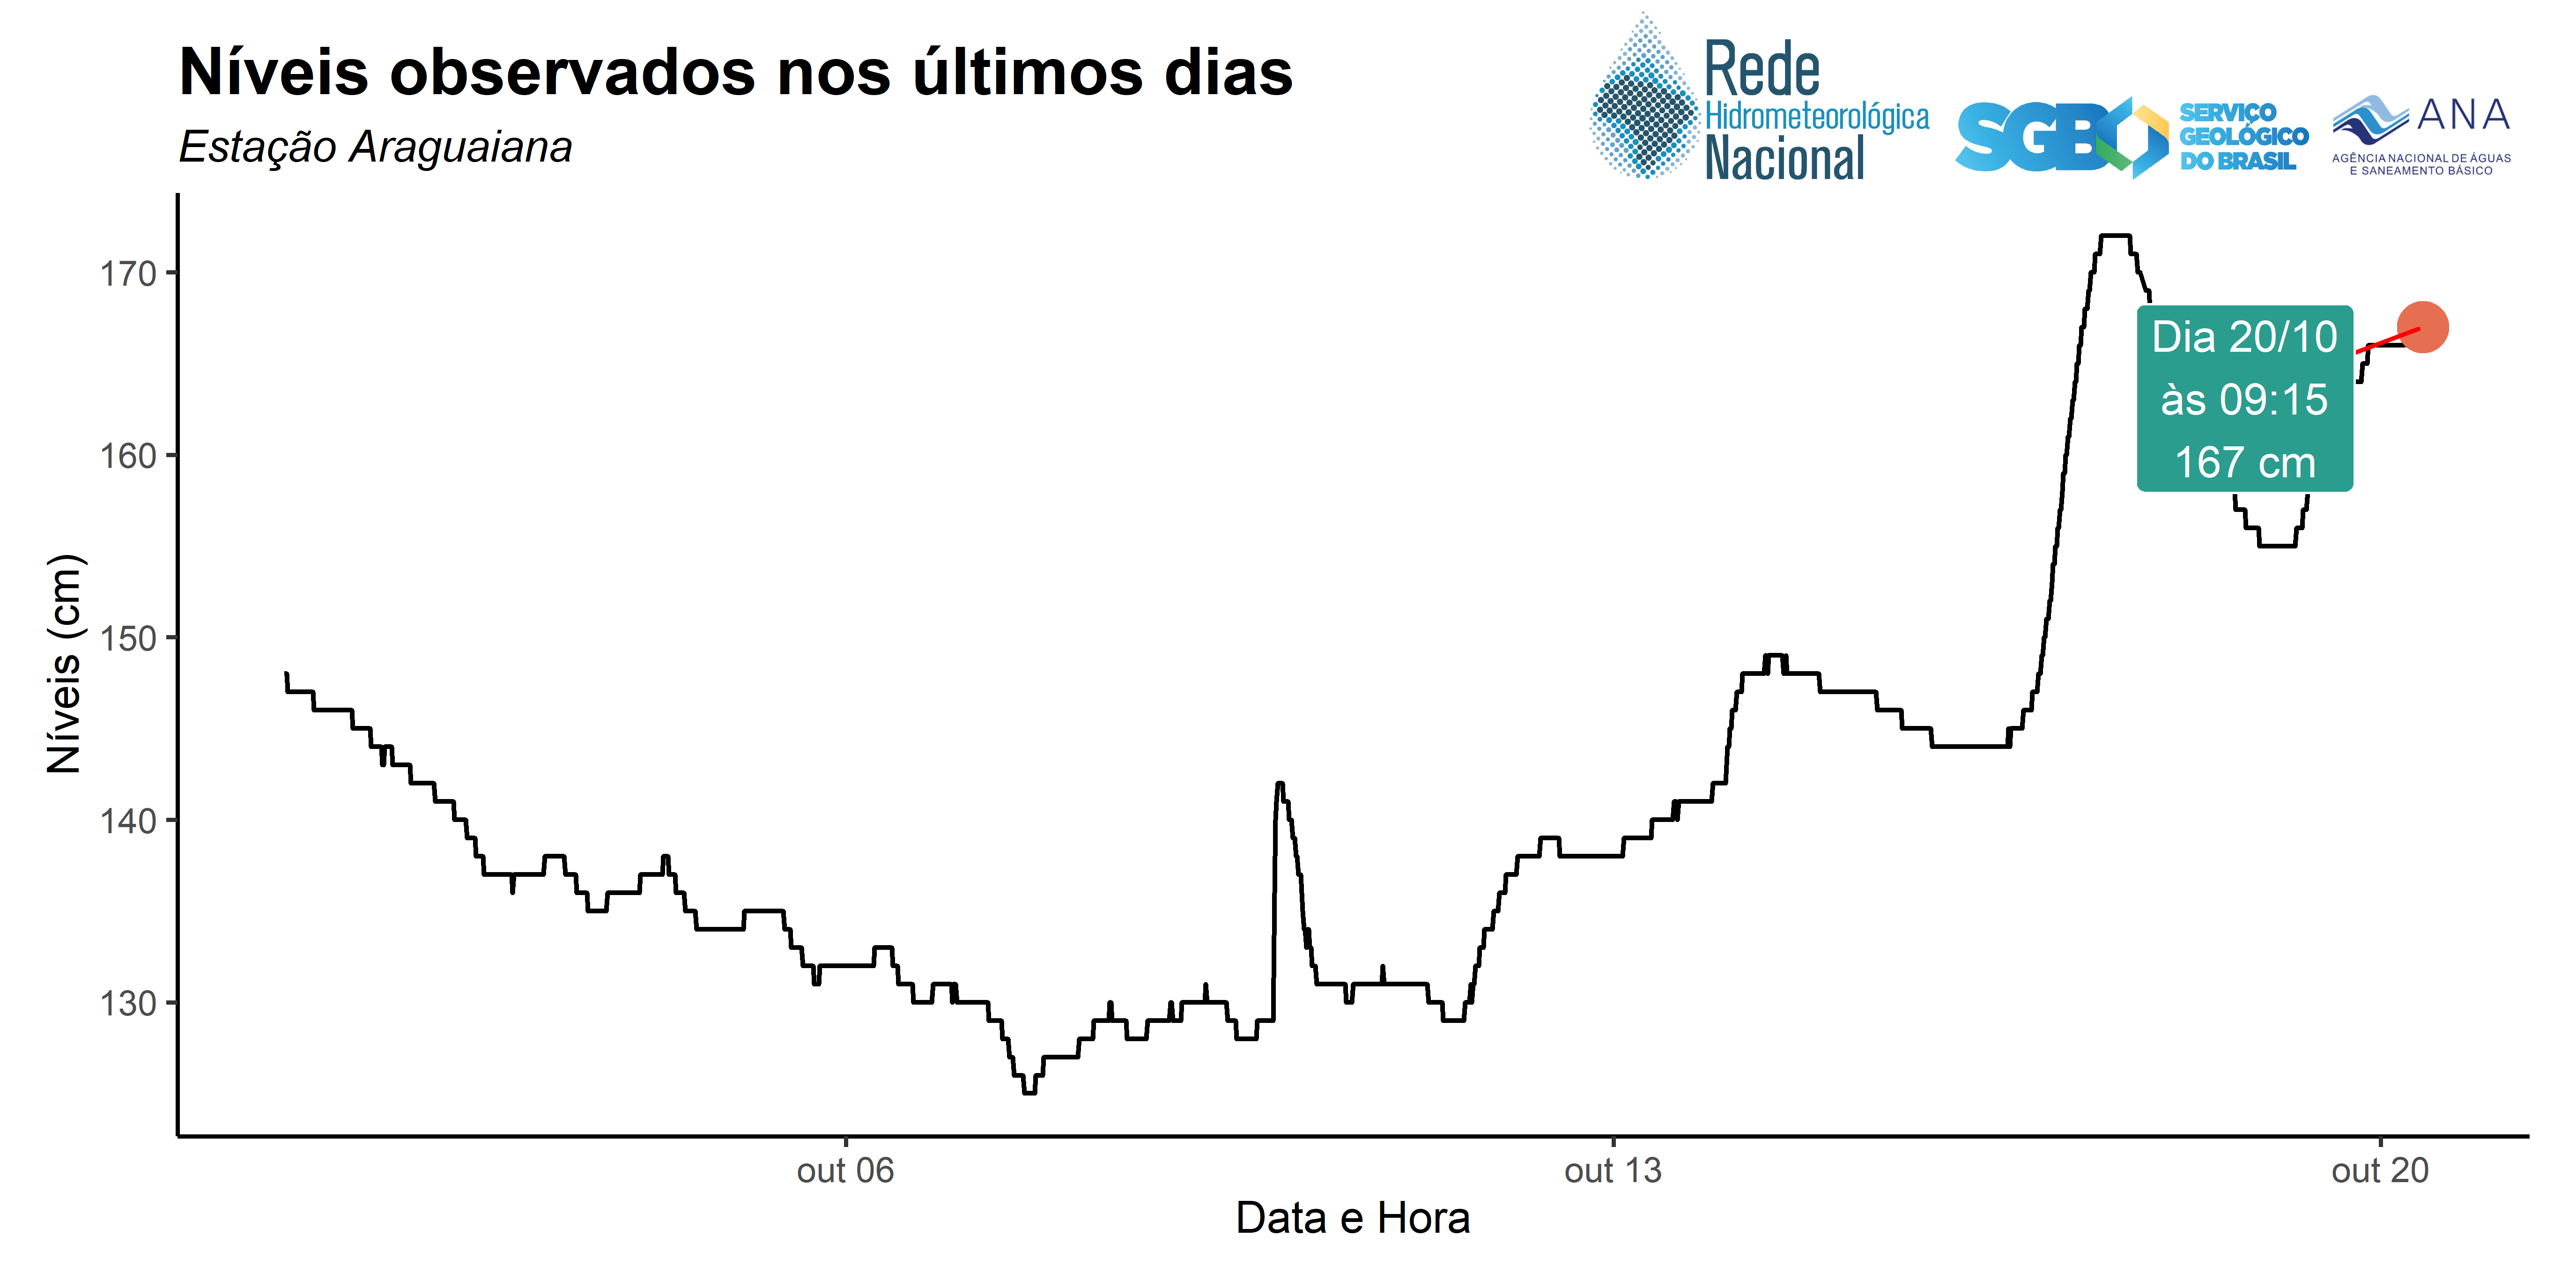 Níveis observados nos últimos dias
Estação Araguaiana
Rede
Hidrometeorológica
Nacional
SGB
SERVIÇO
GEOLÓGICO
DO BRASIL
ANA
AGÊNCIA NACIONAL DE ÁGUAS
E SANEAMENTO BÁSICO
170
160
150
140
130
Níveis (cm)
Dia 20/10
às 09:15
167 cm
out 06
out 13
out 20
Data e Hora